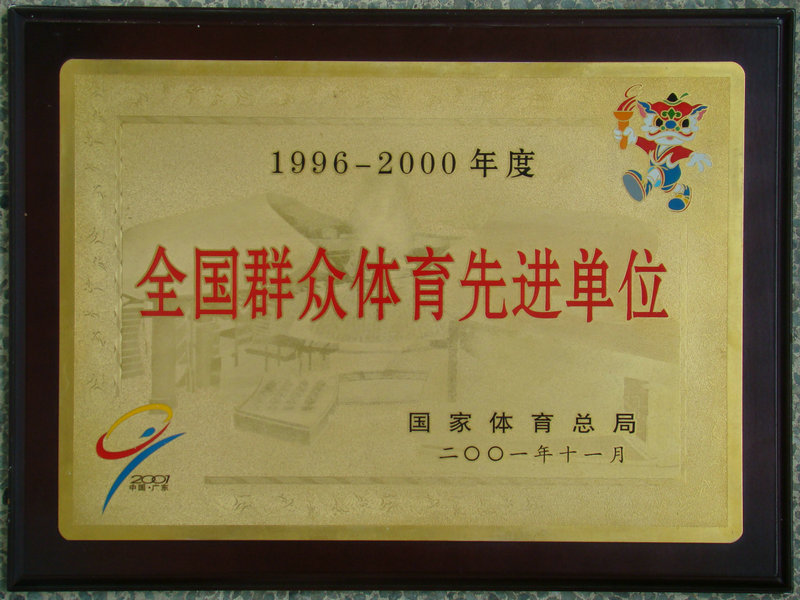 1996-2000年度
全国群众体育先进单位
国家体育总局
二〇〇一年十一月
2001
中国·广东